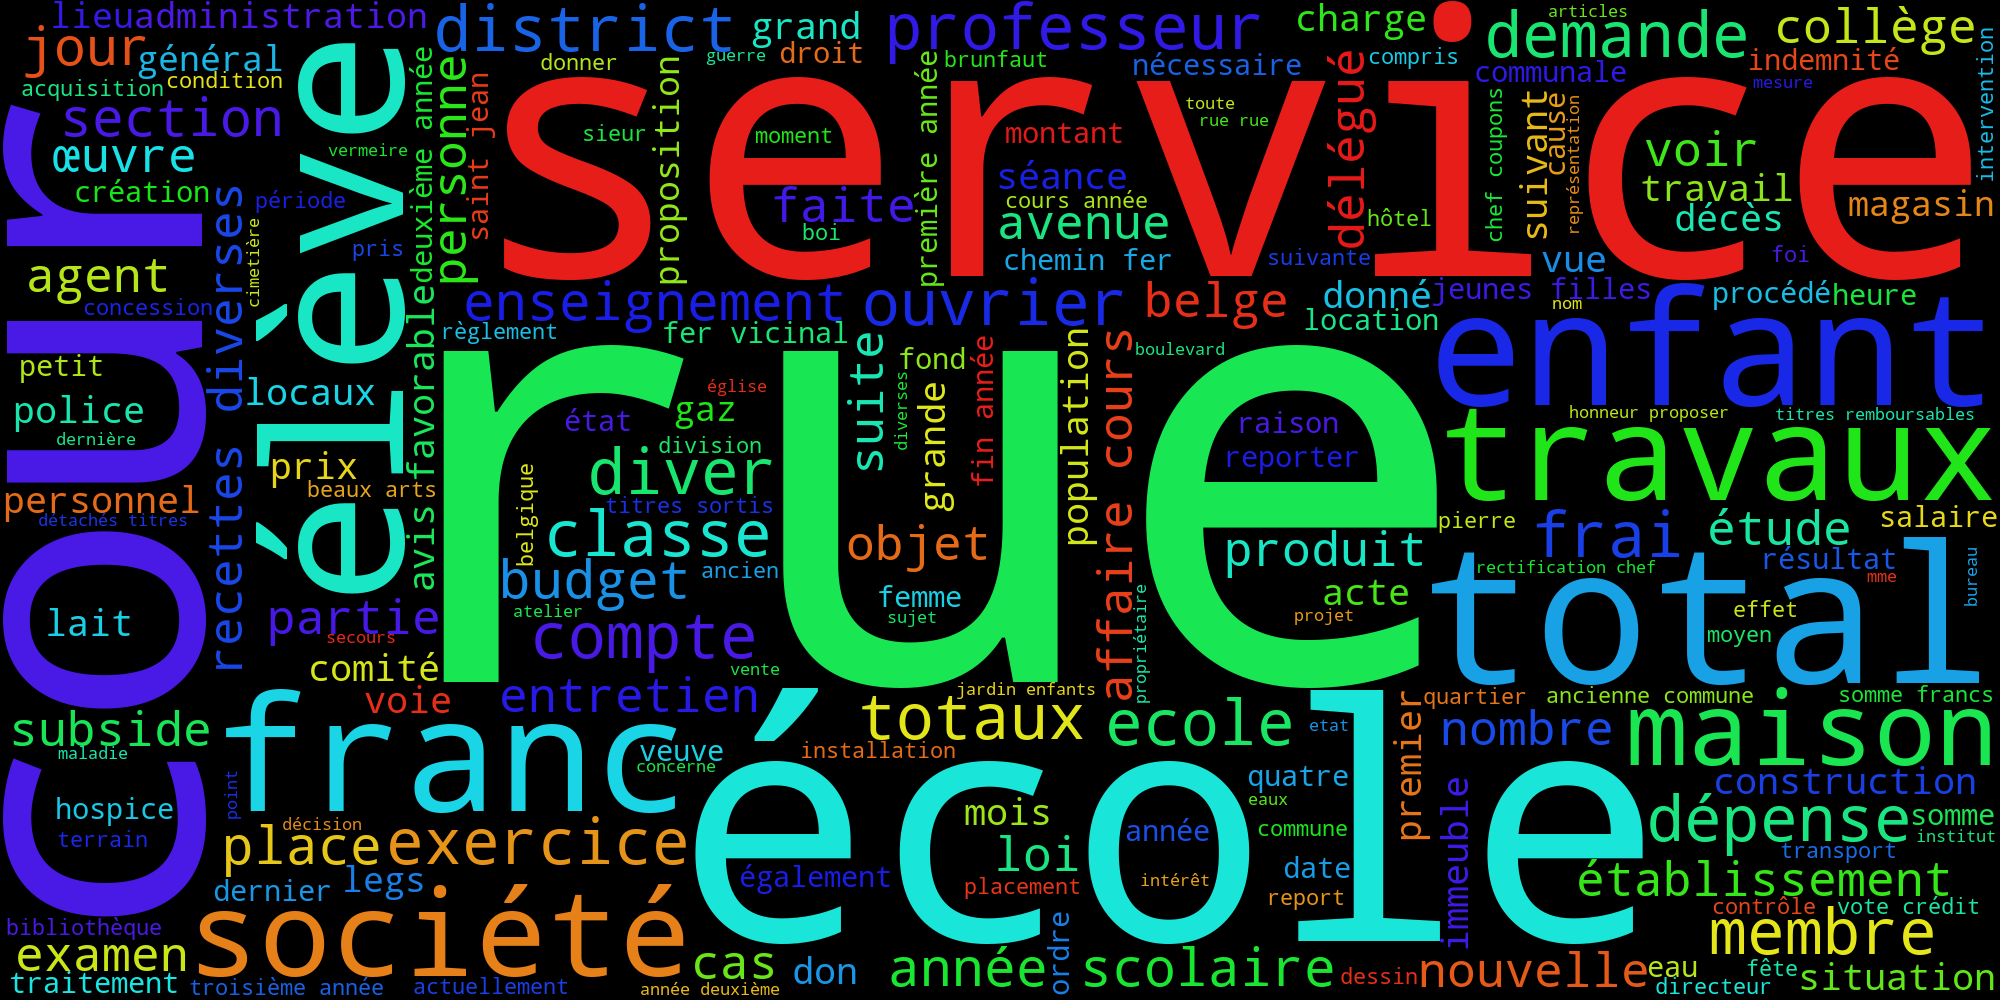 lieuadministration
district
grand
professeur
charge
articles
demande
collège
jour
général
droit
guerre
donner
brunfaut
nécessaire
compris
communale
indemnité
mesure
acquisition
condition
élève
deuxième année
personne
saint jean
service
sieur
proposition
moment
première année
montant
toute
rue rue
délégué
chef coupons
suivant
cause
représentation
voir
intervention
section
œuvre
vermeire
création
période
séance
cours année
travail
faite
boi
avenue
hôtel
décès
magasin
cour
recettes diverses
cimetière
pris
agent
concession
chemin fer
suivante
vue
foi
enseignement
ouvrier
belge
donné
jeunes filles
procédé
heure
nom
location
règlement
fer vicinal
enfant
petit
favorable
avis
rue
suite
fond
fin année
population
boulevard
locaux
église
diverses
grande
police
dernière
état
gaz
division
raison
reporter
honneur proposer
titres remboursables
travaux
prix
beaux arts
diver
belgique
titres sortis
affaire cours
personnel
détachés titres
classe
objet
produit
pierre
frai
étude
salaire
budget
ancien
rectification chef
résultat
mme
bureau
total
lait
partie
secours
atelier
compte
femme
sujet
propriétaire
acte
projet
effet
moyen
comité
vente
voie
entretien
jardin enfants
premier
quartier
ancienne commune
somme francs
subside
maladie
franc
veuve
concerne
totaux
installation
ecole
etat
nombre
maison
point
école
quatre
eaux
construction
hospice
terrain
décision
place
exercice
mois
année
commune
immeuble
dépense
somme
institut
loi
transport
dernier
legs
également
placement
intérêt
date
report
établissement
bibliothèque
société
contrôle
vote crédit
examen
membre
traitement
troisième année
actuellement
cas
année deuxième
don
année scolaire
ordre
dessin
nouvelle
eau
directeur
fête
situation